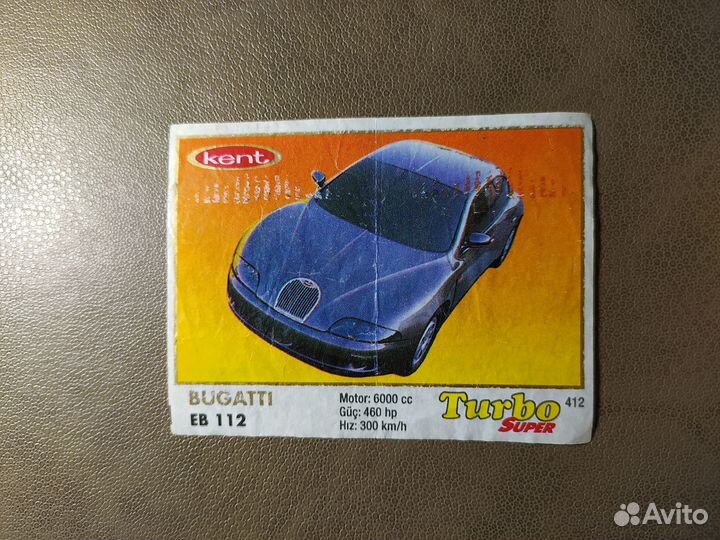 kent
BUGATTI
EB 112
Motor: 6000 cc
Güç: 460 hp
Hız: 300 km/h
Turbo
SUPER
412
Avito